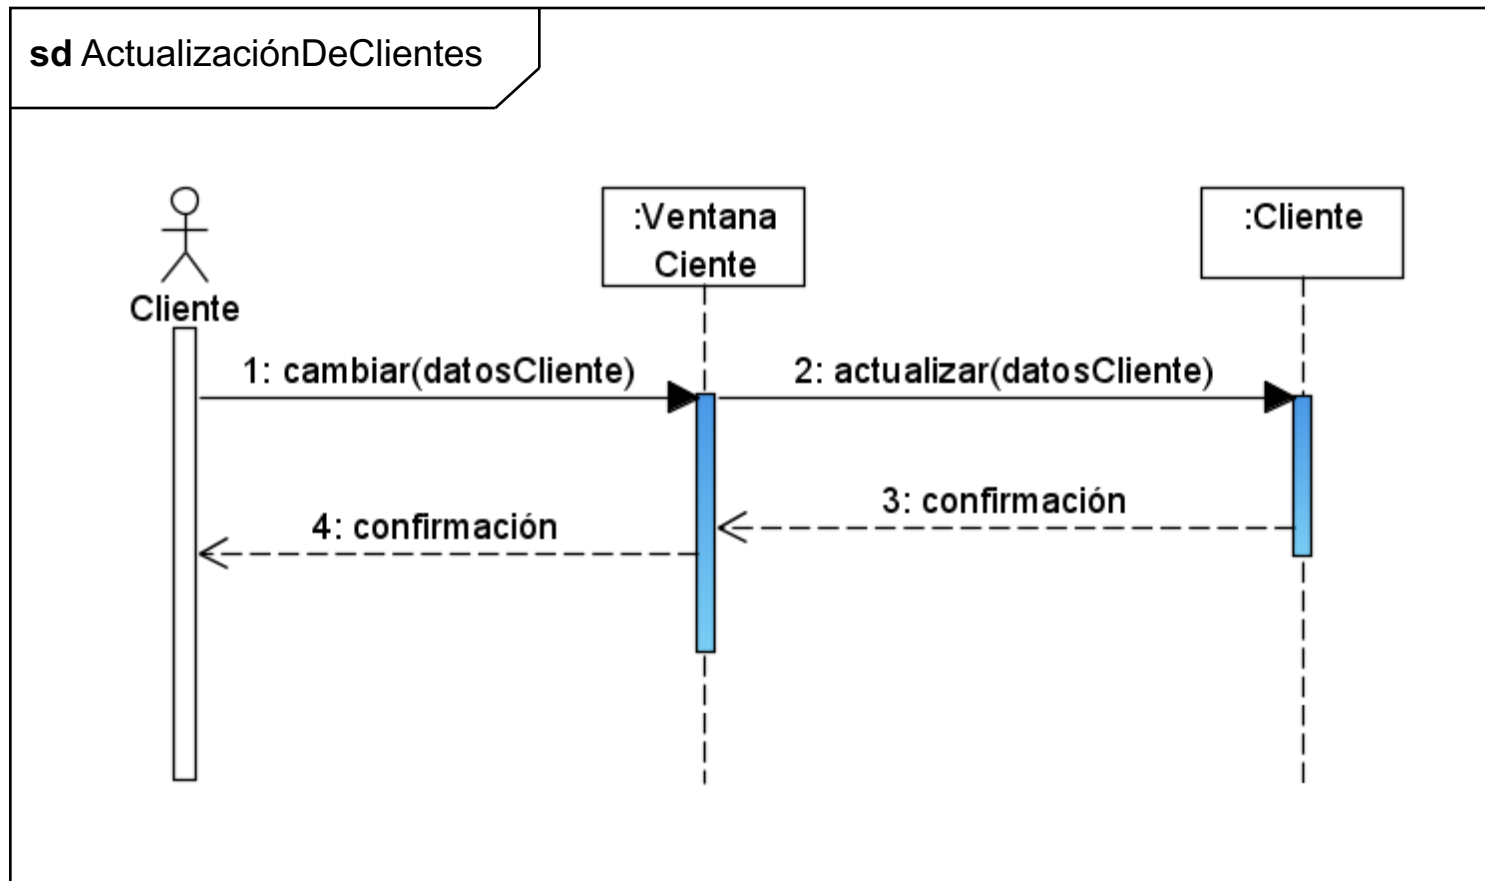 sd ActualizaciónDeClientes
:Ventana
Ciente
:Cliente
Cliente
1: cambiar(datosCliente)
2: actualizar(datosCliente)
3: confirmación
4: confirmación